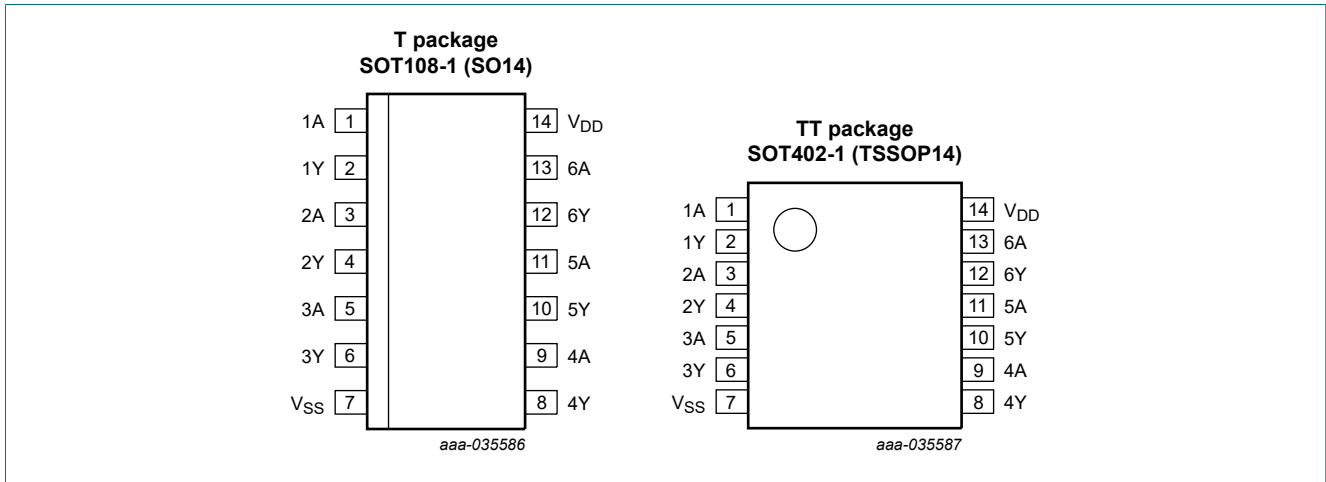 T package
SOT108-1 (SO14)
1A 1 14 VDD
1Y 2 13 6A
2A 3 12 6Y
2Y 4 11 5A
3A 5 10 5Y
3Y 6 9 4A
VSS 7 8 4Y
aaa-035586
TT package
SOT402-1 (TSSOP14)
1A 1 14 VDD
1Y 2 13 6A
2A 3 12 6Y
2Y 4 11 5A
3A 5 10 5Y
3Y 6 9 4A
VSS 7 8 4Y
aaa-035587